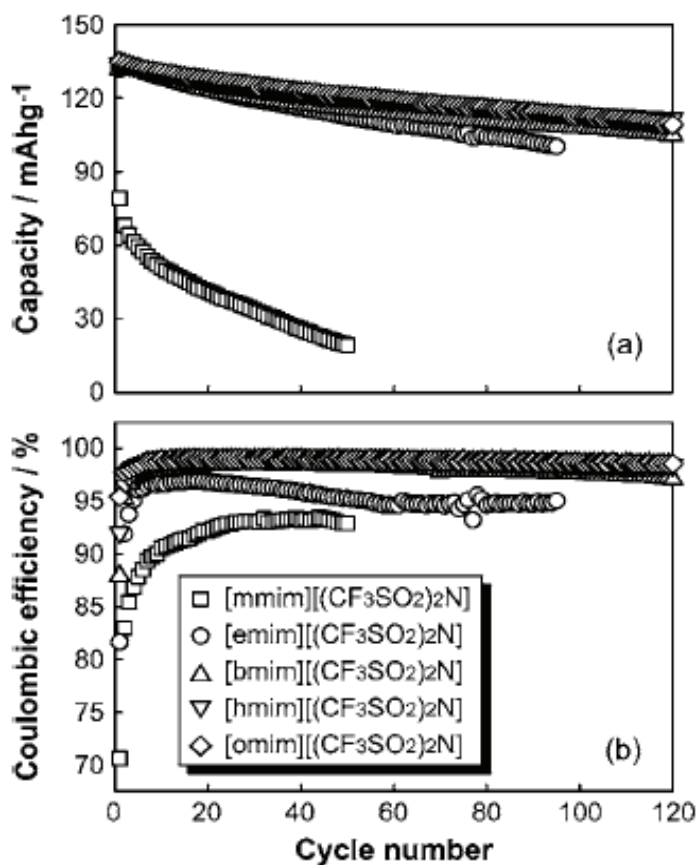 150
120
90
60
30
0
Capacity / mAhg-1
(a)
100
95
90
85
80
75
70
Coulombic efficiency / %
[mmim][(CF3SO2)2N]
[emim][(CF3SO2)2N]
[bmim][(CF3SO2)2N]
[hmim][(CF3SO2)2N]
[omim][(CF3SO2)2N]
(b)
0 20 40 60 80 100 120
Cycle number